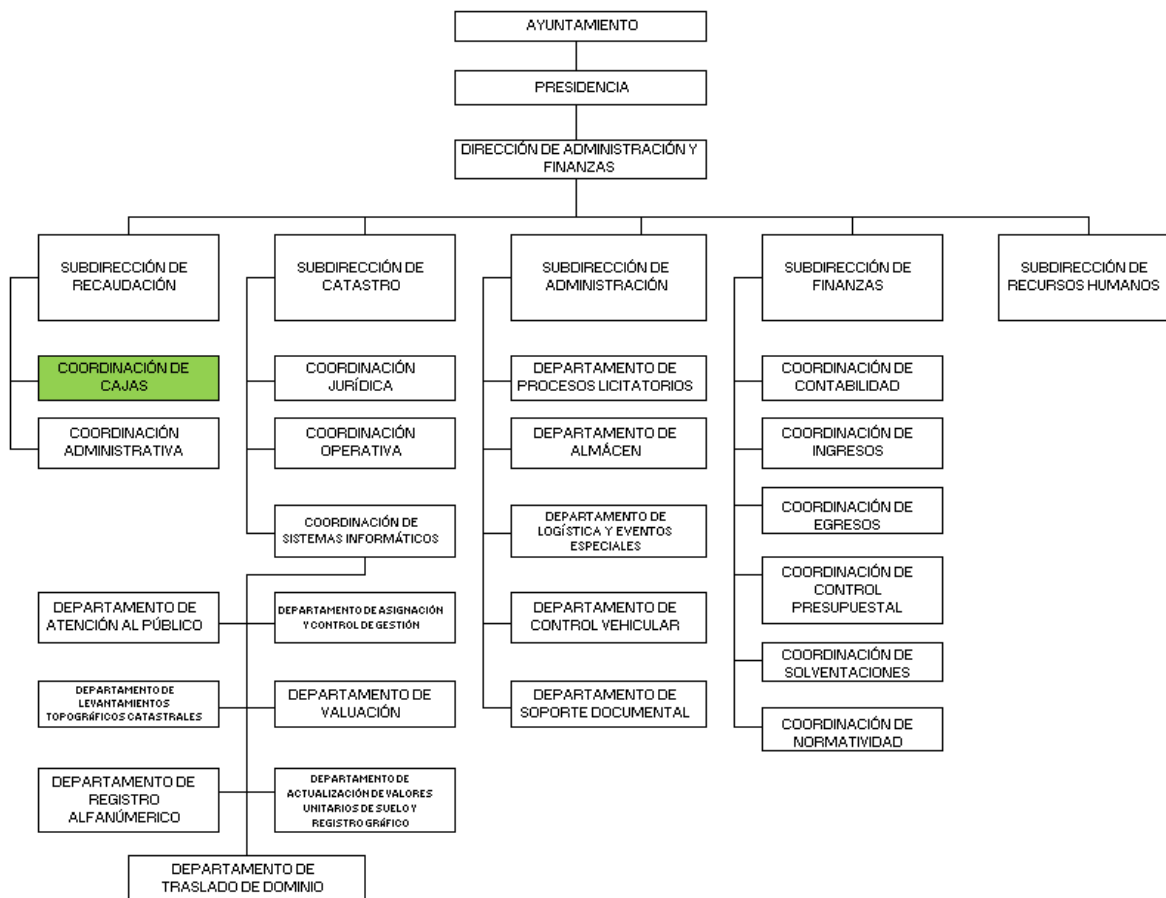 AYUNTAMIENTO
PRESIDENCIA
DIRECCIÓN DE ADMINISTRACIÓN Y
FINANZAS
SUBDIRECCIÓN DE
RECAUDACIÓN
SUBDIRECCIÓN DE
CATASTRO
SUBDIRECCIÓN DE
ADMINISTRACIÓN
SUBDIRECCIÓN DE
FINANZAS
SUBDIRECCIÓN DE
RECURSOS HUMANOS
COORDINACIÓN DE
CAJAS
COORDINACIÓN
JURÍDICA
DEPARTAMENTO DE
PROCESOS LICITATORIOS
COORDINACIÓN DE
CONTABILIDAD
COORDINACIÓN
ADMINISTRATIVA
COORDINACIÓN
OPERATIVA
DEPARTAMENTO DE
ALMÁCEN
COORDINACIÓN DE
INGRESOS
COORDINACIÓN DE
SISTEMAS INFORMÁTICOS
DEPARTAMENTO DE
LOGÍSTICA Y EVENTOS
ESPECIALES
COORDINACIÓN DE
EGRESOS
DEPARTAMENTO DE
ATENCIÓN AL PÚBLICO
DEPARTAMENTO DE ASIGNACIÓN
Y CONTROL DE GESTIÓN
DEPARTAMENTO DE
CONTROL VEHICULAR
COORDINACIÓN DE
CONTROL
PRESUPUESTAL
DEPARTAMENTO DE
LEVANTAMIENTOS
TOPOGRÁFICOS CATASTRALES
DEPARTAMENTO DE
VALUACIÓN
DEPARTAMENTO DE
SOPORTE DOCUMENTAL
COORDINACIÓN DE
SOLVENTACIONES
COORDINACIÓN DE
NORMATIVIDAD
DEPARTAMENTO DE
REGISTRO
ALFANÚMERICO
DEPARTAMENTO DE
ACTUALIZACIÓN DE VALORES
UNITARIOS DE SUELO Y
REGISTRO GRÁFICO
DEPARTAMENTO DE
TRASLADO DE DOMINIO